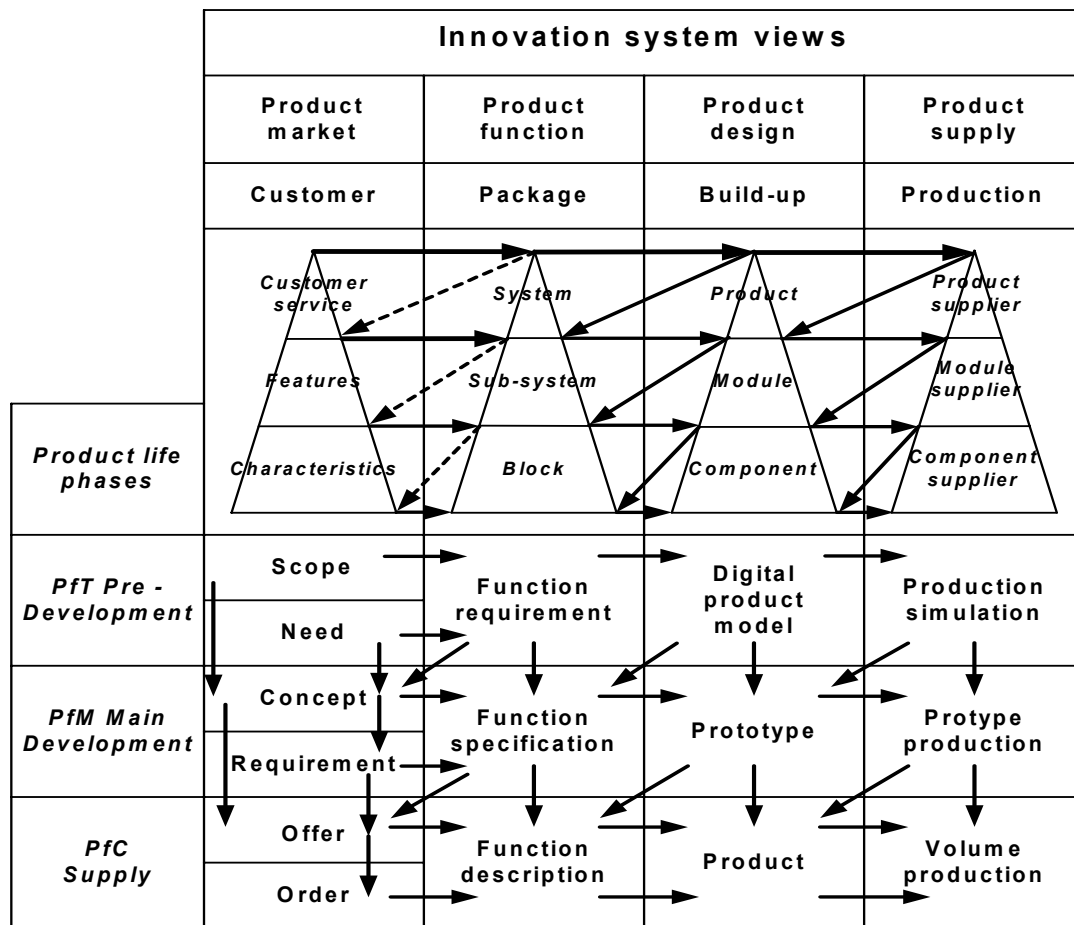 Innovation system views
Product market
Product function
Product design
Product supply
Customer
Package
Build-up
Production
Customer service
System
Product
Product supplier
Features
Sub-system
Module
Module supplier
Product life phases
Characteristics
Block
Component
Component supplier
PfT Pre - Development
Scope
Need
Function requirement
Digital product model
Production simulation
PfM Main Development
Concept
Requirement
Function specification
Prototype
Protype production
PfC Supply
Offer
Order
Function description
Product
Volume production